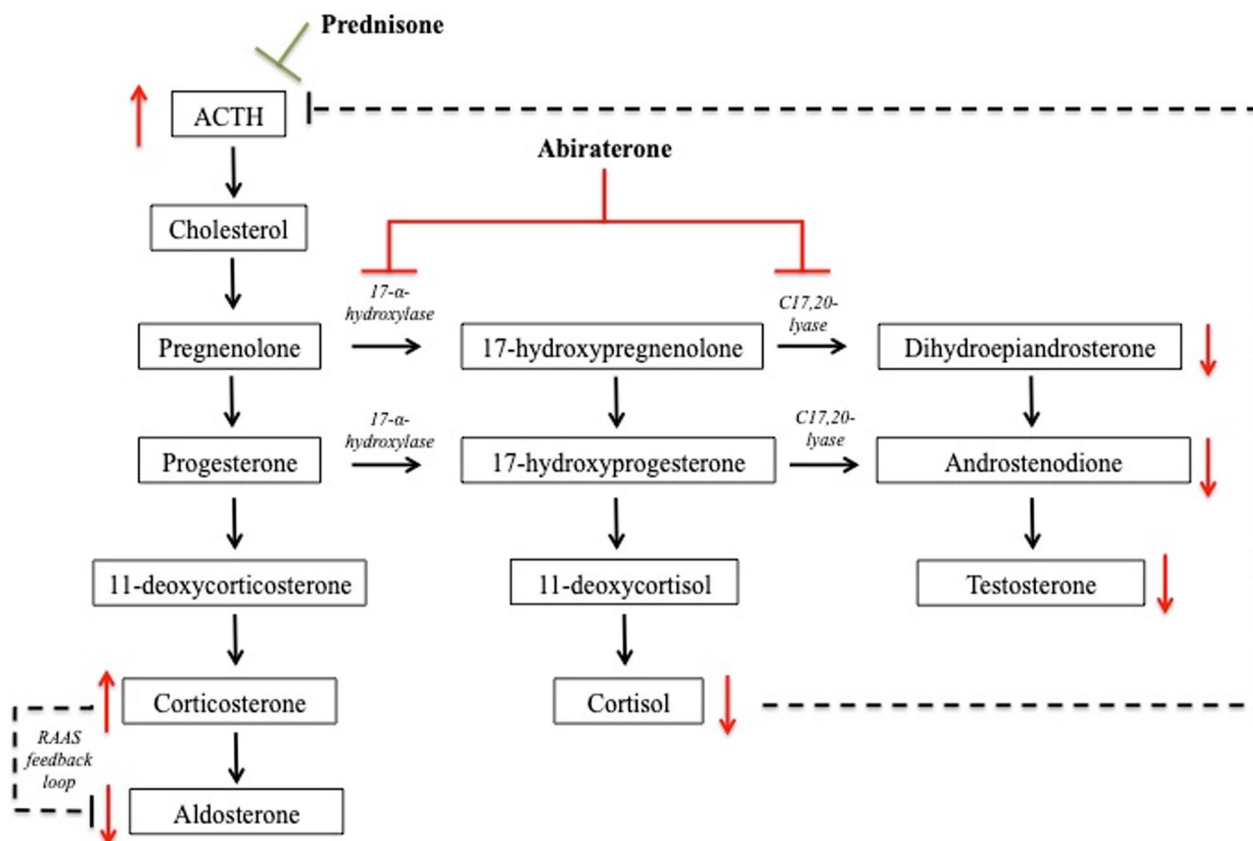 Prednisone
ACTH
Abiraterone
Cholesterol
17-α-
hydroxylase
C17,20-
lyase
Pregnenolone
17-hydroxypregnenolone
Dihydroepiandrosterone
17-α-
hydroxylase
C17,20-
lyase
Progesterone
17-hydroxyprogesterone
Androstenodione
11-deoxycorticosterone
11-deoxycortisol
Testosterone
Corticosterone
Cortisol
RAAS
feedback
loop
Aldosterone